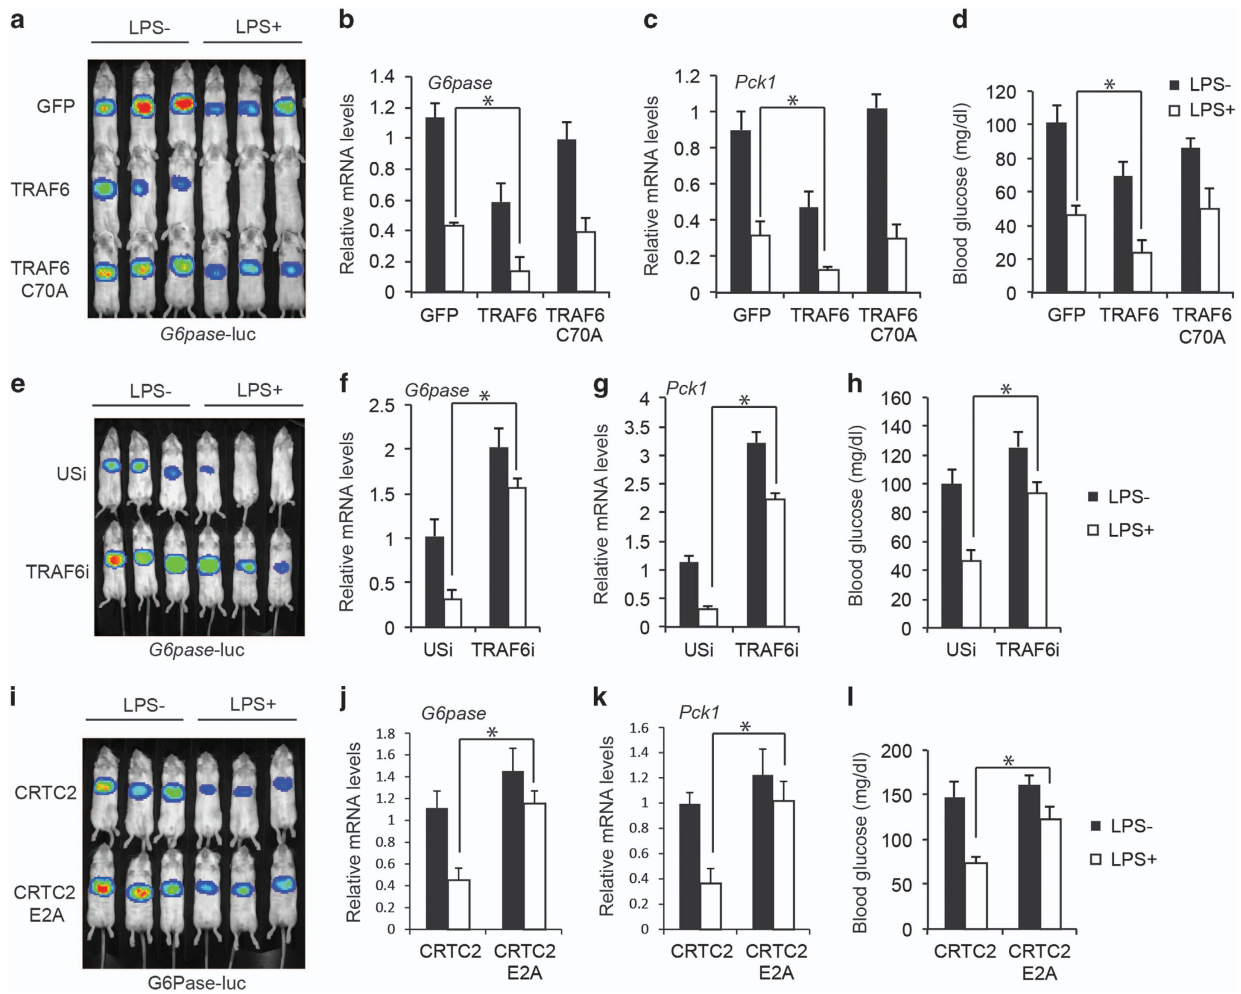 a
LPS-
LPS+
GFP
TRAF6
TRAF6
C70A
G6pase-luc
b
G6pase
*
Relative mRNA levels
1.4
1.2
1
0.8
0.6
0.4
0.2
0
GFP
TRAF6
TRAF6
C70A
c
Pck1
*
Relative mRNA levels
1.2
1
0.8
0.6
0.4
0.2
0
GFP
TRAF6
TRAF6
C70A
d
LPS-
LPS+
*
Blood glucose (mg/dl)
120
100
80
60
40
20
0
GFP
TRAF6
TRAF6
C70A
e
LPS-
LPS+
USi
TRAF6i
G6pase-luc
f
G6pase
*
Relative mRNA levels
2.5
2
1.5
1
0.5
0
USi
TRAF6i
g
Pck1
*
Relative mRNA levels
4
3.5
3
2.5
2
1.5
1
0.5
0
USi
TRAF6i
h
*
Blood glucose (mg/dl)
160
140
120
100
80
60
40
20
0
USi
TRAF6i
LPS-
LPS+
i
LPS-
LPS+
CRTC2
CRTC2
E2A
G6Pase-luc
j
G6pase
*
Relative mRNA levels
1.8
1.6
1.4
1.2
1
0.8
0.6
0.4
0.2
0
CRTC2
CRTC2
E2A
k
Pck1
*
Relative mRNA levels
1.6
1.4
1.2
1
0.8
0.6
0.4
0.2
0
CRTC2
CRTC2
E2A
l
*
Blood glucose (mg/dl)
200
150
100
50
0
CRTC2
CRTC2
E2A
LPS-
LPS+